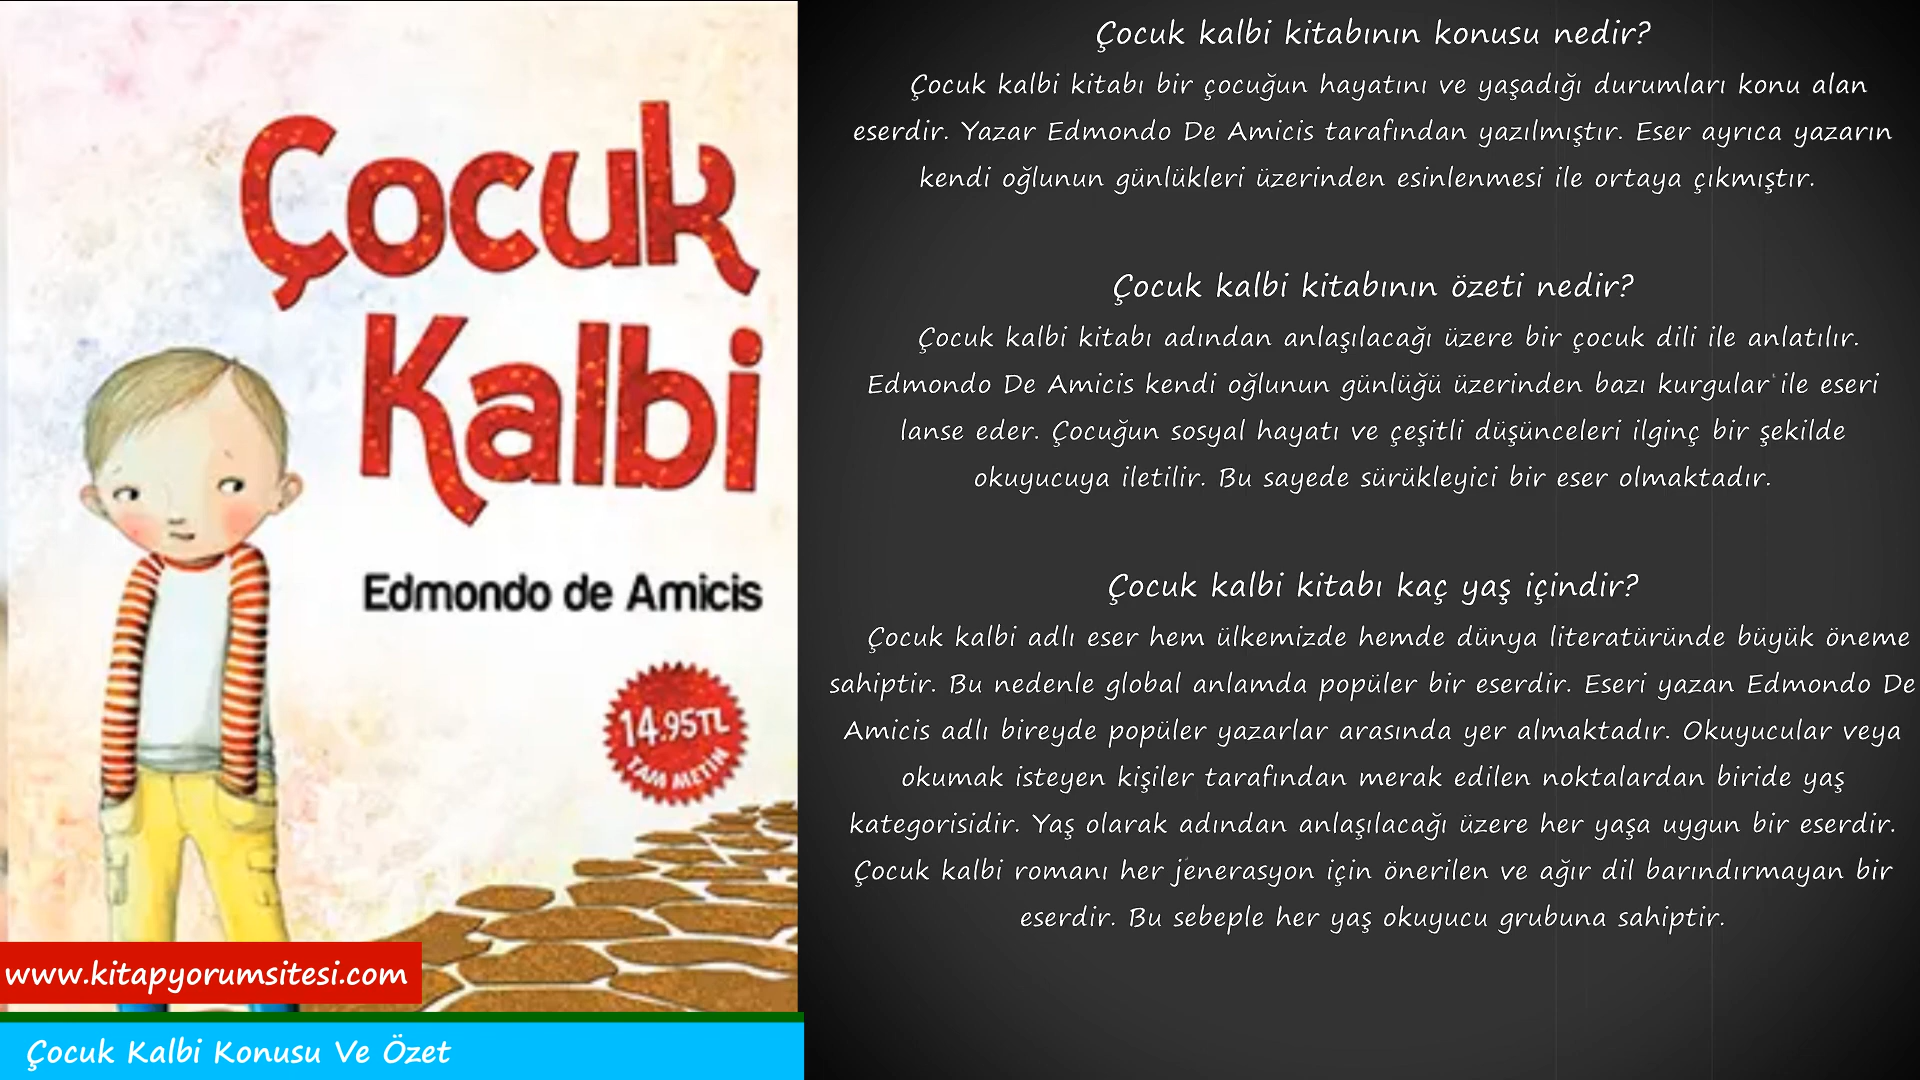 Çocuk
Kalbi
Edmondo de Amicis
14.95TL
TAM METİN
www.kitapyorumsitesi.com
Çocuk Kalbi Konusu Ve Özet
Çocuk kalbi kitabının konusu nedir?
Çocuk kalbi kitabı bir çocuğun hayatını ve yaşadığı durumları konu alan
eserdir. Yazar Edmondo De Amicis tarafından yazılmıştır. Eser ayrıca yazarın
kendi oğlunun günlükleri üzerinden esinlenmesi ile ortaya çıkmıştır.
Çocuk kalbi kitabının özeti nedir?
Çocuk kalbi kitabı adından anlaşılacağı üzere bir çocuk dili ile anlatılır.
Edmondo De Amicis kendi oğlunun günlüğü üzerinden bazı kurgular ile eseri
lanse eder. Çocuğun sosyal hayatı ve çeşitli düşünceleri ilginç bir şekilde
okuyucuya iletilir. Bu sayede sürükleyici bir eser olmaktadır.
Çocuk kalbi kitabı kaç yaş içindir?
Çocuk kalbi adlı eser hem ülkemizde hemde dünya literatüründe büyük öneme
sahiptir. Bu nedenle global anlamda popüler bir eserdir. Eseri yazan Edmondo De
Amicis adlı bireyde popüler yazarlar arasında yer almaktadır. Okuyucular veya
okumak isteyen kişiler tarafından merak edilen noktalardan biride yaş
kategorisidir. Yaş olarak adından anlaşılacağı üzere her yaşa uygun bir eserdir.
Çocuk kalbi romanı her jenerasyon için önerilen ve ağır dil barındırmayan bir
eserdir. Bu sebeple her yaş okuyucu grubuna sahiptir.